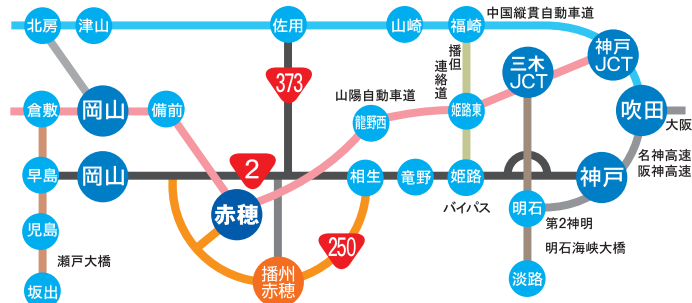 中国縦貫自動車道
北房
津山
佐用
山崎
福崎
神戸
JCT
播但
連絡道
三木
JCT
373
山陽自動車道
倉敷
岡山
備前
龍野西
姫路東
吹田
大阪
名神高速
阪神高速
2
早島
岡山
相生
竜野
姫路
神戸
バイパス
赤穂
明石
第2神明
児島
250
明石海峡大橋
瀬戸大橋
播州
赤穂
淡路
坂出